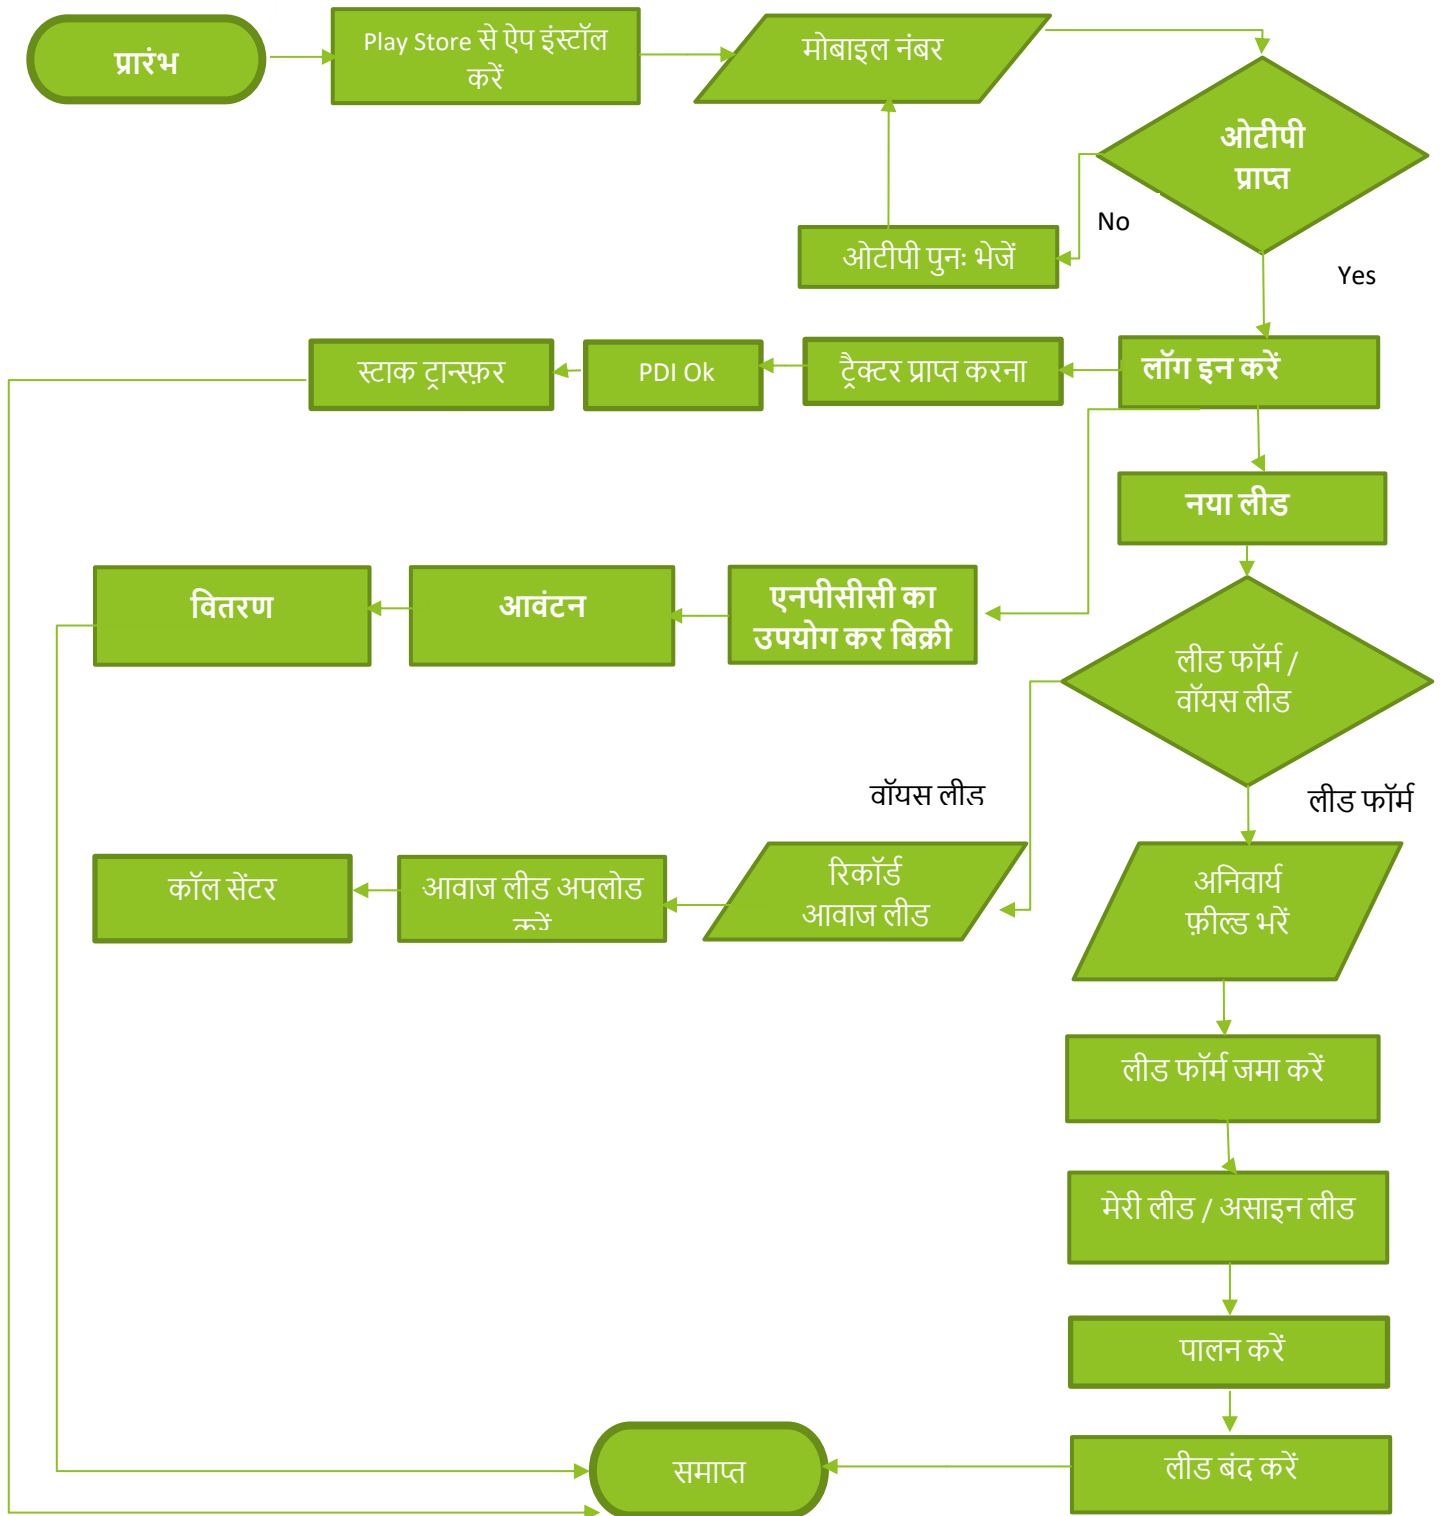 प्रारंभ
Play Store से ऐप इंस्टॉल
करें
मोबाइल नंबर
ओटीपी
प्राप्त
No
ओटीपी पुनः भेजें
Yes
स्टाक ट्रान्स्फ़र
PDI Ok
ट्रैक्टर प्राप्त करना
लॉग इन करें
नया लीड
वितरण
आवंटन
एनपीसीसी का
उपयोग कर बिक्री
लीड फॉर्म /
वॉयस लीड
वॉयस लीड
लीड फॉर्म
कॉल सेंटर
आवाज लीड अपलोड
करें
रिकॉर्ड
आवाज लीड
अनिवार्य
फ़ील्ड भरें
लीड फॉर्म जमा करें
मेरी लीड / असाइन लीड
पालन करें
समाप्त
लीड बंद करें